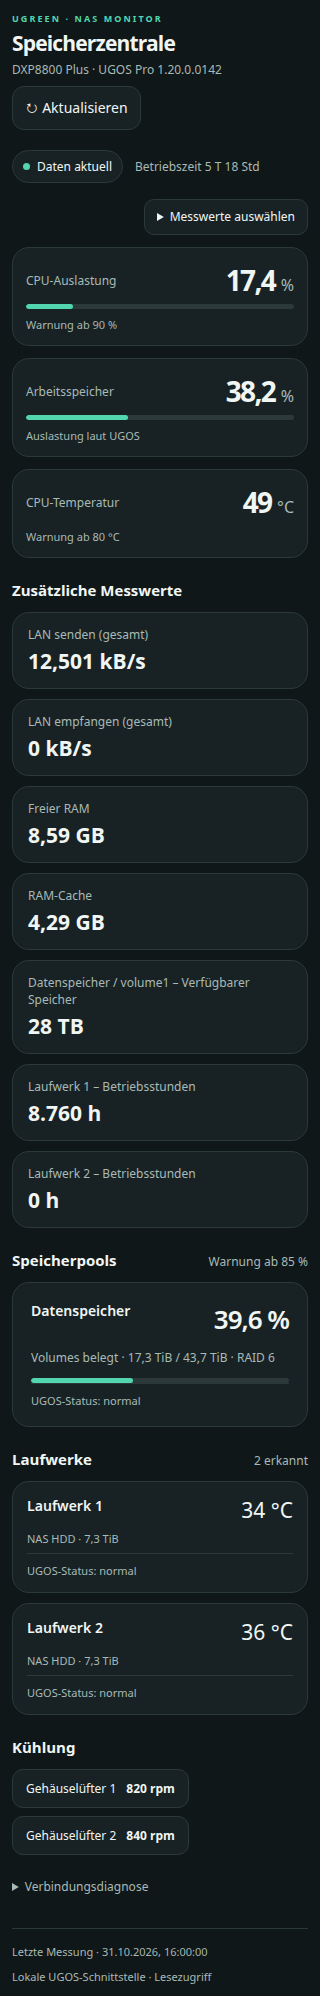 UGREEN · NAS MONITOR
Speicherzentrale
DXP8800 Plus · UGOS Pro 1.20.0.0142
↻ Aktualisieren
Daten aktuell
Betriebszeit 5 T 18 Std
▶ Messwerte auswählen
CPU-Auslastung
17,4 %
Warnung ab 90 %
Arbeitsspeicher
38,2 %
Auslastung laut UGOS
CPU-Temperatur
49 °C
Warnung ab 80 °C
Zusätzliche Messwerte
LAN senden (gesamt)
12,501 kB/s
LAN empfangen (gesamt)
0 kB/s
Freier RAM
8,59 GB
RAM-Cache
4,29 GB
Datenspeicher / volume1 – Verfügbarer
Speicher
28 TB
Laufwerk 1 – Betriebsstunden
8.760 h
Laufwerk 2 – Betriebsstunden
0 h
Speicherpools
Warnung ab 85 %
Datenspeicher
39,6 %
Volumes belegt · 17,3 TiB / 43,7 TiB · RAID 6
UGOS-Status: normal
Laufwerke
2 erkannt
Laufwerk 1
34 °C
NAS HDD · 7,3 TiB
UGOS-Status: normal
Laufwerk 2
36 °C
NAS HDD · 7,3 TiB
UGOS-Status: normal
Kühlung
Gehäuselüfter 1 820 rpm
Gehäuselüfter 2 840 rpm
▶ Verbindungsdiagnose
Letzte Messung · 31.10.2026, 16:00:00
Lokale UGOS-Schnittstelle · Lesezugriff